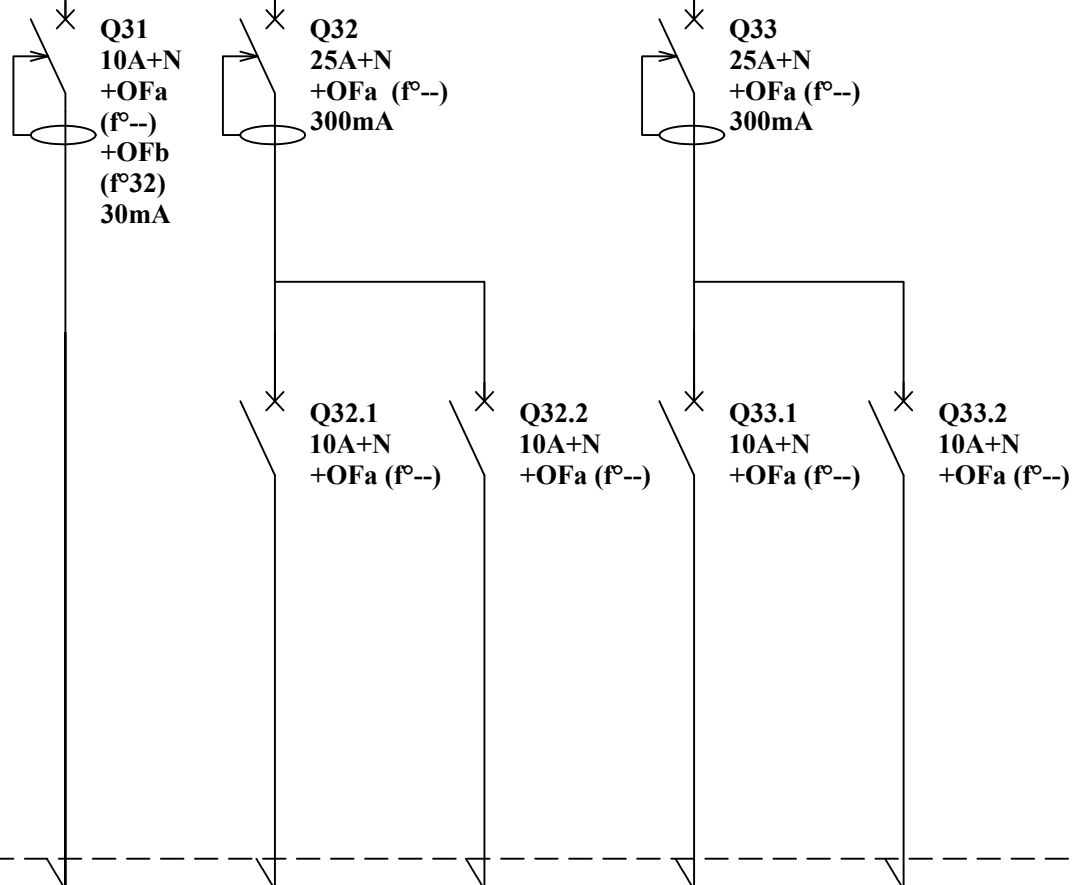 Q31
10A+N
+OFa
(f°--)
+OFb
(f°32)
30mA
Q32
25A+N
+OFa (f°--)
300mA
Q33
25A+N
+OFa (f°--)
300mA
Q32.1
10A+N
+OFa (f°--)
Q32.2
10A+N
+OFa (f°--)
Q33.1
10A+N
+OFa (f°--)
Q33.2
10A+N
+OFa (f°--)